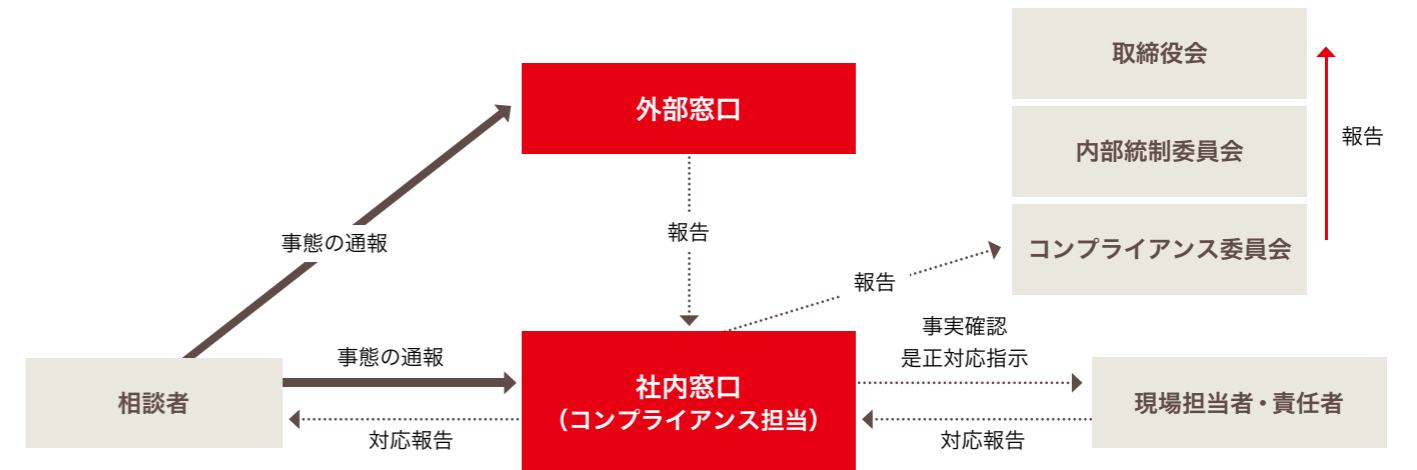 取締役会
外部窓口
内部統制委員会
報告
事態の通報
報告
コンプライアンス委員会
報告
事実確認
是正対応指示
事態の通報
相談者
社内窓口
（コンプライアンス担当）
現場担当者・責任者
対応報告
対応報告